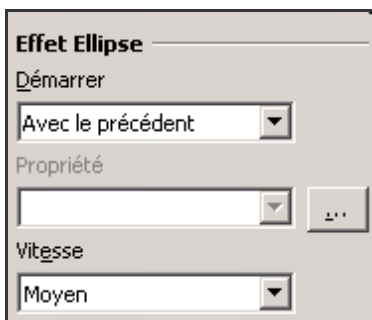 Effet Ellipse
Démarrer
Avec le précédent
Propriété
...
Vitesse
Moyen